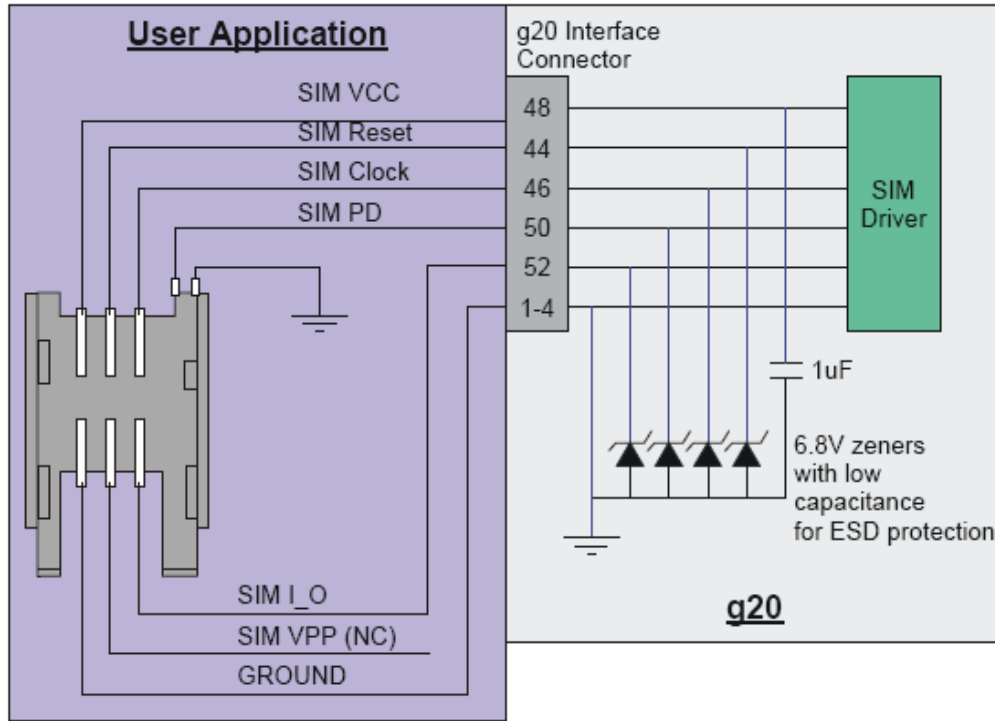 User Application
g20 Interface
Connector
SIM VCC
SIM Reset
SIM Clock
SIM PD
48
44
46
50
52
1-4
SIM
Driver
1uF
6.8V zeners
with low
capacitance
for ESD protection
SIM I_O
SIM VPP (NC)
GROUND
g20